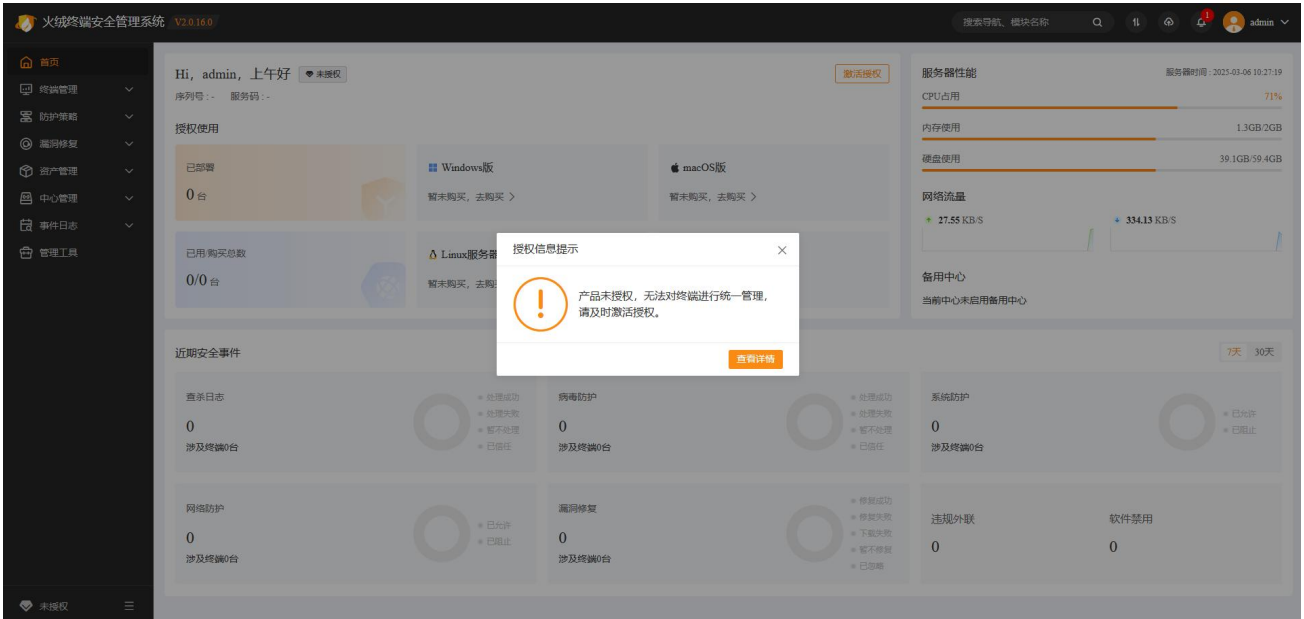 火绒终端安全管理系统 V2.0.16.0
搜索导航、模块名称
1
admin
首页
终端管理
防护策略
漏洞修复
资产管理
中心管理
事件日志
管理工具
未授权
Hi, admin, 上午好 未授权
激活授权
序列号:- 服务码:-
授权使用
已部署
0 台
Windows版
暂未购买，去购买 >
macOS版
暂未购买，去购买 >
已用/购买总数
0/0 台
Linux服务器
暂未购买，去购
服务器性能
服务器时间 : 2025-03-06 10:27:19
CPU占用
71%
内存使用
1.3GB/2GB
硬盘使用
39.1GB/59.4GB
网络流量
27.55 KB/S
334.13 KB/S
备用中心
当前中心未启用备用中心
授权信息提示
产品未授权，无法对终端进行统一管理，
请及时激活授权。
查看详情
近期安全事件
7天 30天
查杀日志
0
涉及终端0台
处理成功
处理失败
暂不处理
已信任
病毒防护
0
涉及终端0台
处理成功
处理失败
暂不处理
已信任
系统防护
0
涉及终端0台
已允许
已阻止
网络防护
0
涉及终端0台
已允许
已阻止
漏洞修复
0
涉及终端0台
修复成功
修复失败
下载失败
暂不修复
已忽略
违规外联
0
软件禁用
0